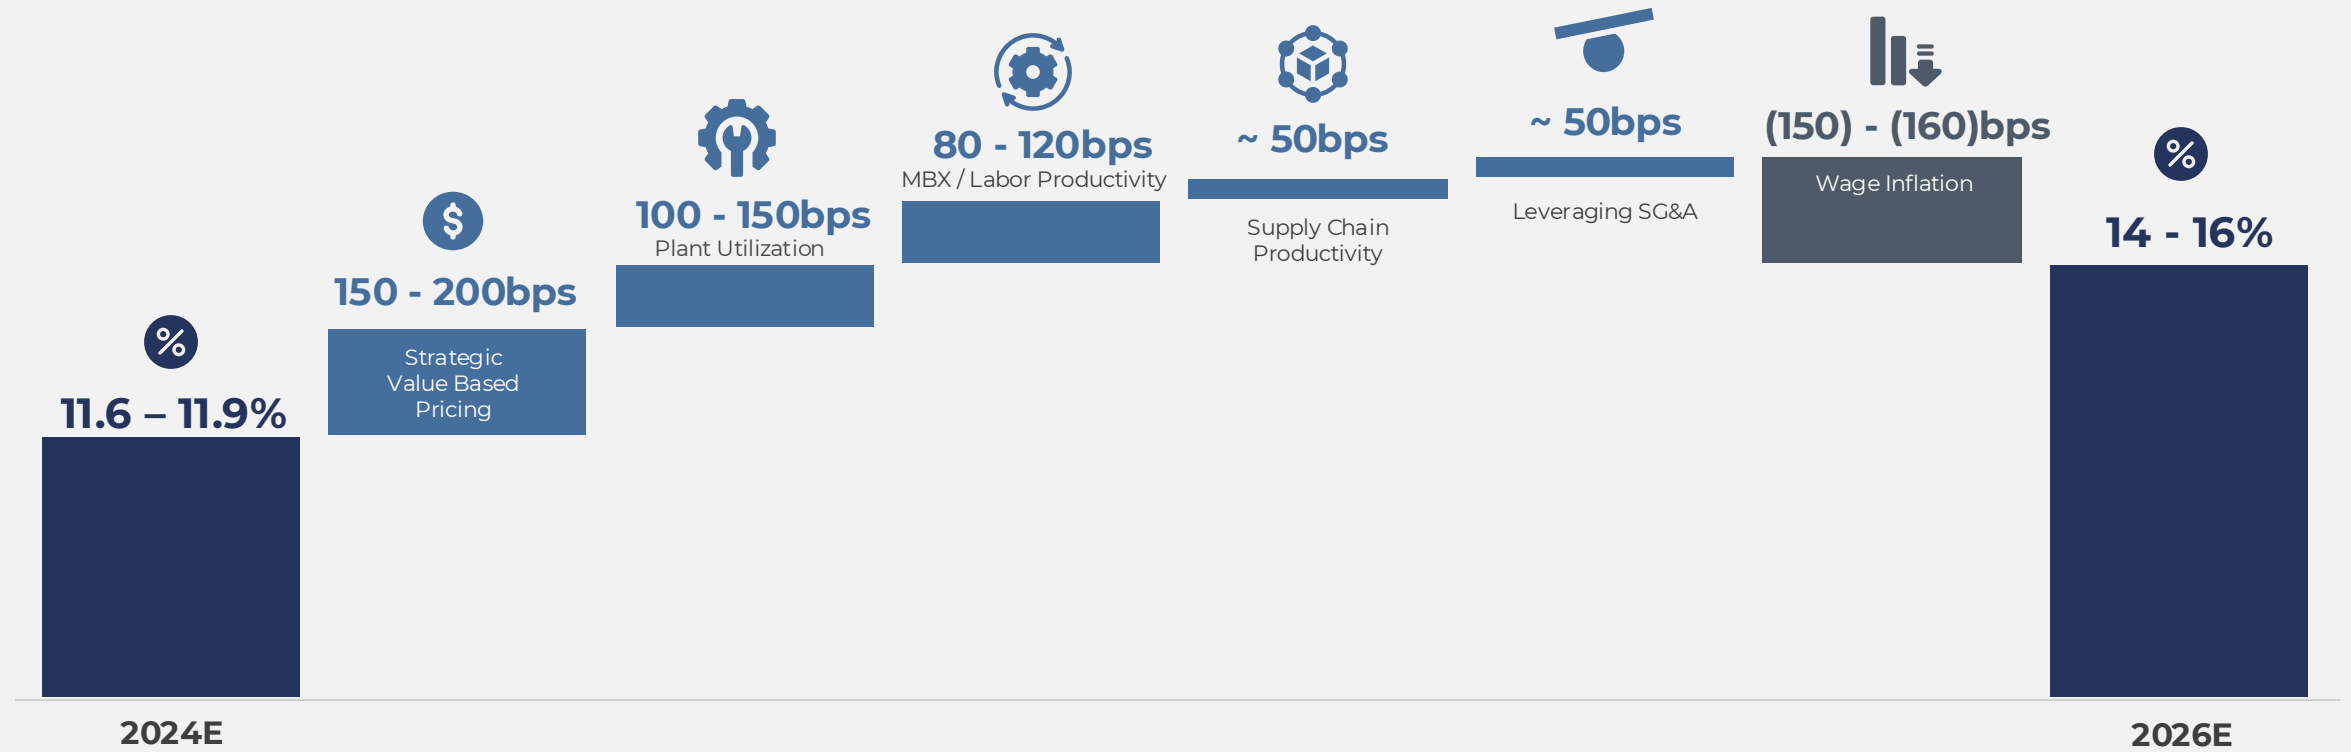 11.6 – 11.9%
2024E
150 - 200bps
Strategic
Value Based
Pricing
100 - 150bps
Plant Utilization
80 - 120bps
MBX / Labor Productivity
~ 50bps
Supply Chain
Productivity
~ 50bps
Leveraging SG&A
(150) - (160)bps
Wage Inflation
14 - 16%
2026E